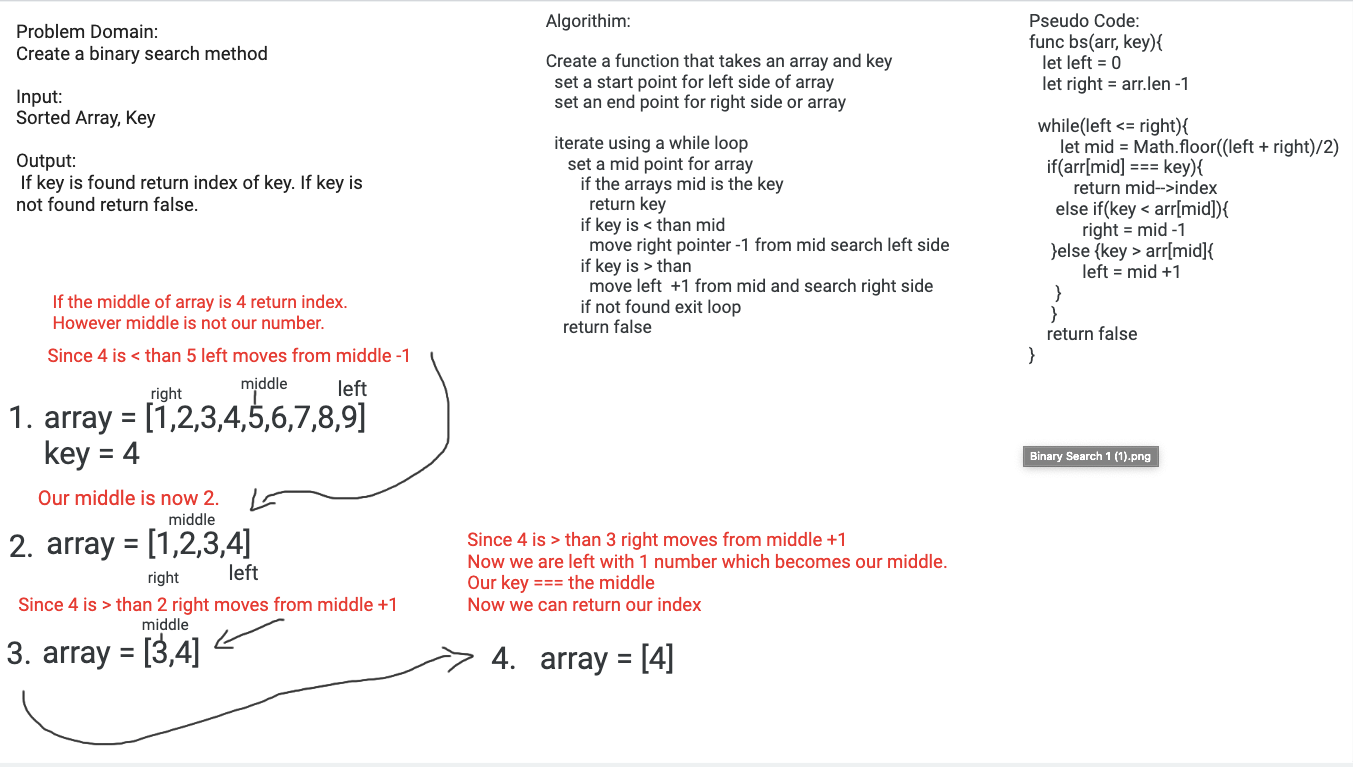 Problem Domain:
Create a binary search method
Input:
Sorted Array, Key
Output:
If key is found return index of key. If key is
not found return false.
Algorithim:
Create a function that takes an array and key
set a start point for left side of array
set an end point for right side or array
iterate using a while loop
set a mid point for array
if the arrays mid is the key
return key
if key is < than mid
move right pointer -1 from mid search left side
if key is > than
move left +1 from mid and search right side
if not found exit loop
return false
Pseudo Code:
func bs(arr, key){
let left = 0
let right = arr.len -1
while(left <= right){
let mid = Math.floor((left + right)/2)
if(arr[mid] === key){
return mid-->index
else if(key < arr[mid]){
right = mid -1
}else {key > arr[mid]{
left = mid +1
}
}
return false
}
Binary Search 1 (1).png
If the middle of array is 4 return index.
However middle is not our number.
Since 4 is < than 5 left moves from middle -1
right middle left
1. array = [1,2,3,4,5,6,7,8,9]
key = 4
Our middle is now 2.
middle
2. array = [1,2,3,4]
right left
Since 4 is > than 2 right moves from middle +1
middle
3. array = [3,4]
Since 4 is > than 3 right moves from middle +1
Now we are left with 1 number which becomes our middle.
Our key === the middle
Now we can return our index
4. array = [4]